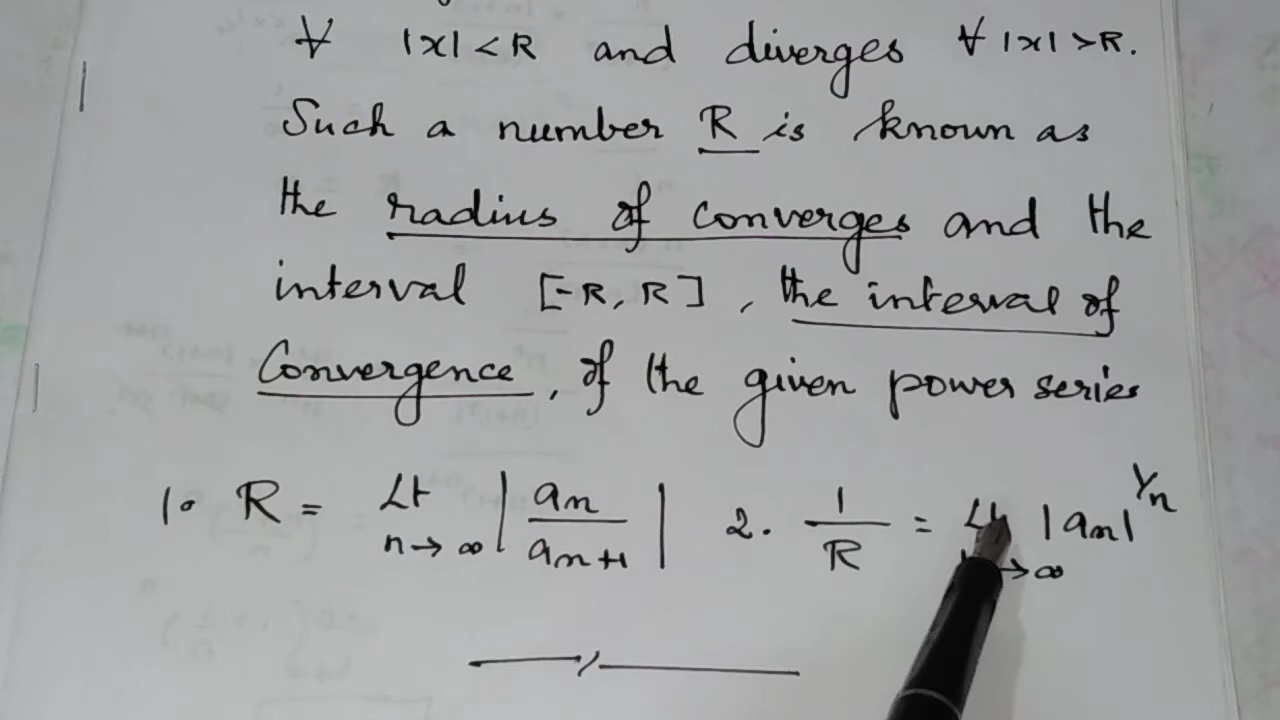 ∀ |x| < R and diverges ∀ |x| > R.
Such a number R is known as
the radius of converges and the
interval [-R, R], the interval of
Convergence, of the given power series
1. R = Lt n→∞ | an / an+1 | 2. 1/R = Lt n→∞ |an|^1/n